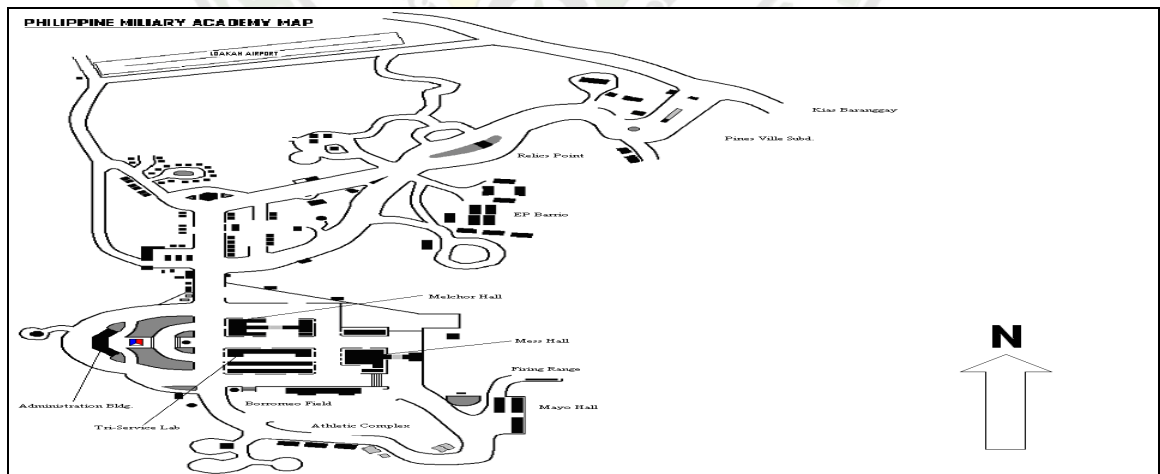 PHILIPPINE MILIARY ACADEMY MAP
LOAKAN AIRPORT
Kias Baranggay
Pines Ville Subd.
Relics Point
EP Barrio
Melchor Hall
Mess Hall
N
Firing Range
Administration Bldg.
Borromeo Field
Mayo Hall
Tri-Service Lab
Athletic Complex